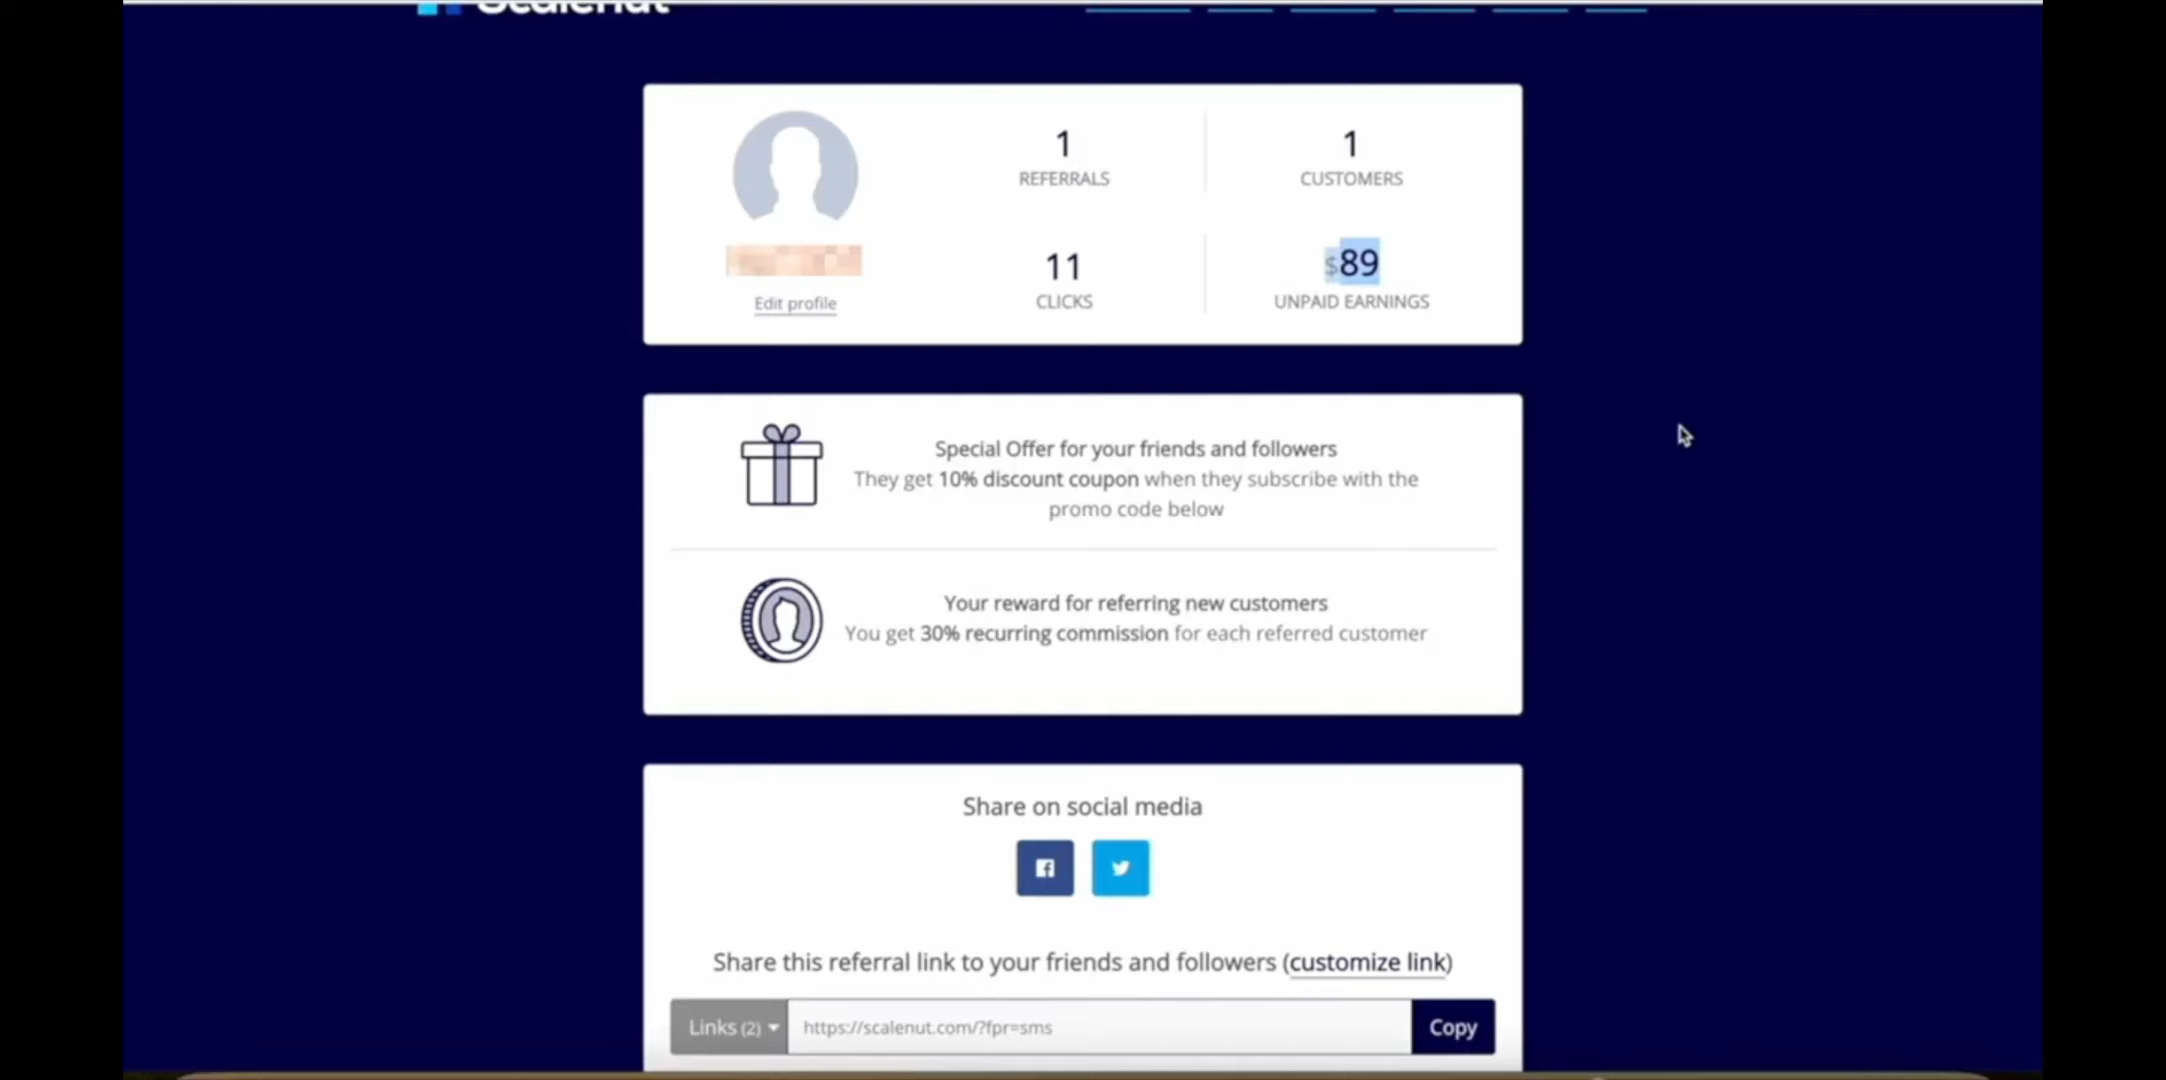 Scalenut
1
REFERRALS
1
CUSTOMERS
11
CLICKS
$89
UNPAID EARNINGS
Edit profile
Special Offer for your friends and followers
They get 10% discount coupon when they subscribe with the
promo code below
Your reward for referring new customers
You get 30% recurring commission for each referred customer
Share on social media
Share this referral link to your friends and followers (customize link)
Links (2)
https://scalenut.com/?fpr=sms
Copy